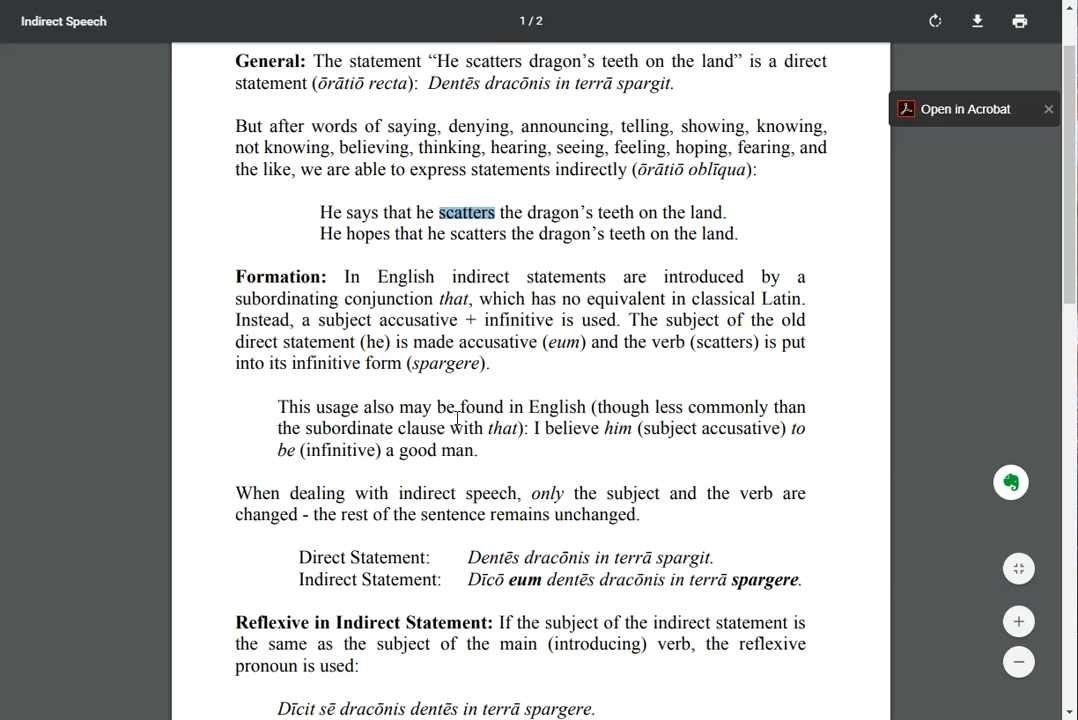 Indirect Speech
1 / 2
General: The statement “He scatters dragon’s teeth on the land” is a direct
statement (ōrātiō recta): Dentēs dracōnis in terrā spargit.
Open in Acrobat
But after words of saying, denying, announcing, telling, showing, knowing,
not knowing, believing, thinking, hearing, seeing, feeling, hoping, fearing, and
the like, we are able to express statements indirectly (ōrātiō oblīqua):
He says that he scatters the dragon’s teeth on the land.
He hopes that he scatters the dragon’s teeth on the land.
Formation: In English indirect statements are introduced by a
subordinating conjunction that, which has no equivalent in classical Latin.
Instead, a subject accusative + infinitive is used. The subject of the old
direct statement (he) is made accusative (eum) and the verb (scatters) is put
into its infinitive form (spargere).
This usage also may be found in English (though less commonly than
the subordinate clause with that): I believe him (subject accusative) to
be (infinitive) a good man.
When dealing with indirect speech, only the subject and the verb are
changed - the rest of the sentence remains unchanged.
Direct Statement: Dentēs dracōnis in terrā spargit.
Indirect Statement: Dīcō eum dentēs dracōnis in terrā spargere.
Reflexive in Indirect Statement: If the subject of the indirect statement is
the same as the subject of the main (introducing) verb, the reflexive
pronoun is used:
Dīcit sē dracōnis dentēs in terrā spargere.